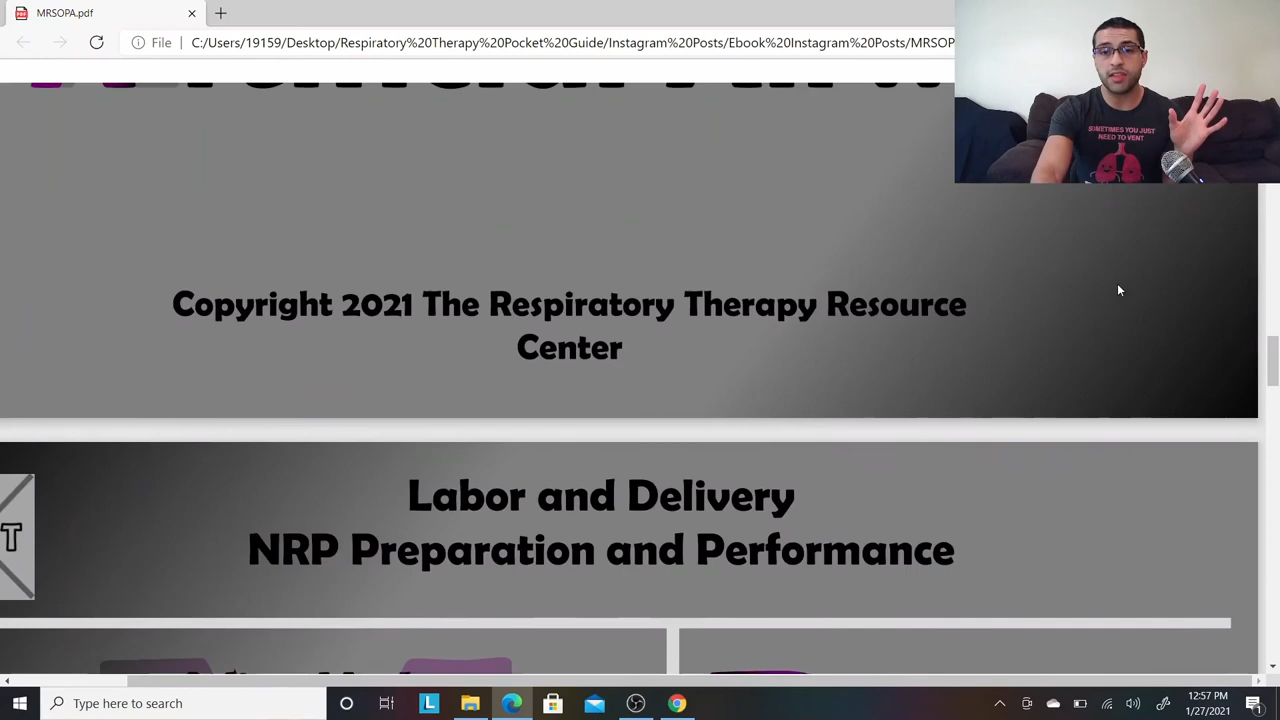 MRSOPA.pdf
File
C:/Users/19159/Desktop/Respiratory%20Therapy%20Pocket%20Guide/Instagram%20Posts/Ebook%20Instagram%20Posts/MRSOP
SOMETIMES YOU JUST
NEED TO VENT
Copyright 2021 The Respiratory Therapy Resource
Center
T
Labor and Delivery
NRP Preparation and Performance
Type here to search
L
12:57 PM
1/27/2021
1